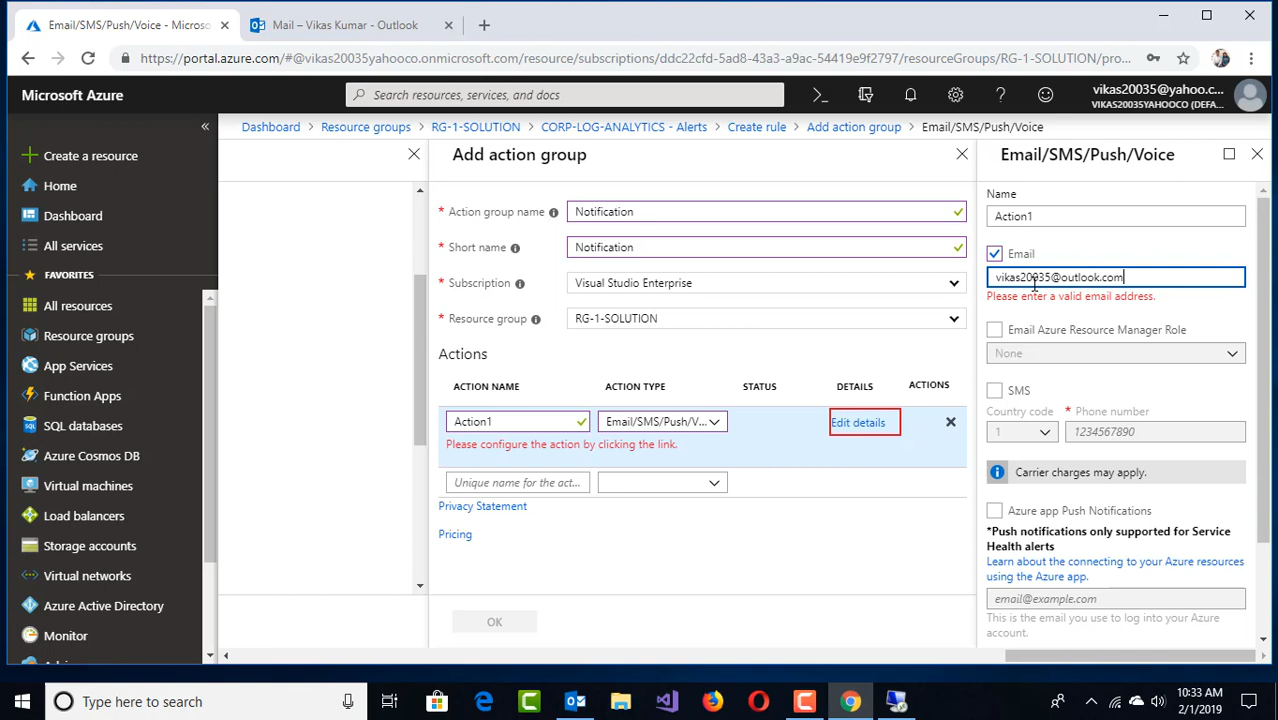 Email/SMS/Push/Voice - Microso
Mail – Vikas Kumar - Outlook
https://portal.azure.com/#@vikas20035yahooco.onmicrosoft.com/resource/subscriptions/ddc22cfd-5ad8-43a3-a9ac-54419e9f2797/resourceGroups/RG-1-SOLUTION/pro...
Microsoft Azure
Search resources, services, and docs
vikas20035@yahoo.c...
VIKAS20035YAHOOCO (DEFA...
Dashboard
Resource groups
RG-1-SOLUTION
CORP-LOG-ANALYTICS - Alerts
Create rule
Add action group
Email/SMS/Push/Voice
Create a resource
Home
Dashboard
All services
FAVORITES
All resources
Resource groups
App Services
Function Apps
SQL databases
Azure Cosmos DB
Virtual machines
Load balancers
Storage accounts
Virtual networks
Azure Active Directory
Monitor
Add action group
* Action group name
Notification
* Short name
Notification
* Subscription
Visual Studio Enterprise
* Resource group
RG-1-SOLUTION
Actions
ACTION NAME ACTION TYPE STATUS DETAILS ACTIONS
Action1 Email/SMS/Push/V... Edit details
Please configure the action by clicking the link.
Unique name for the act...
Privacy Statement
Pricing
OK
Email/SMS/Push/Voice
Name
Action1
Email
vikas20035@outlook.com
Please enter a valid email address.
Email Azure Resource Manager Role
None
SMS
Country code * Phone number
1 1234567890
Carrier charges may apply.
Azure app Push Notifications
*Push notifications only supported for Service
Health alerts
Learn about the connecting to your Azure resources
using the Azure app.
email@example.com
This is the email you use to log into your Azure
account.
Type here to search
10:33 AM
2/1/2019